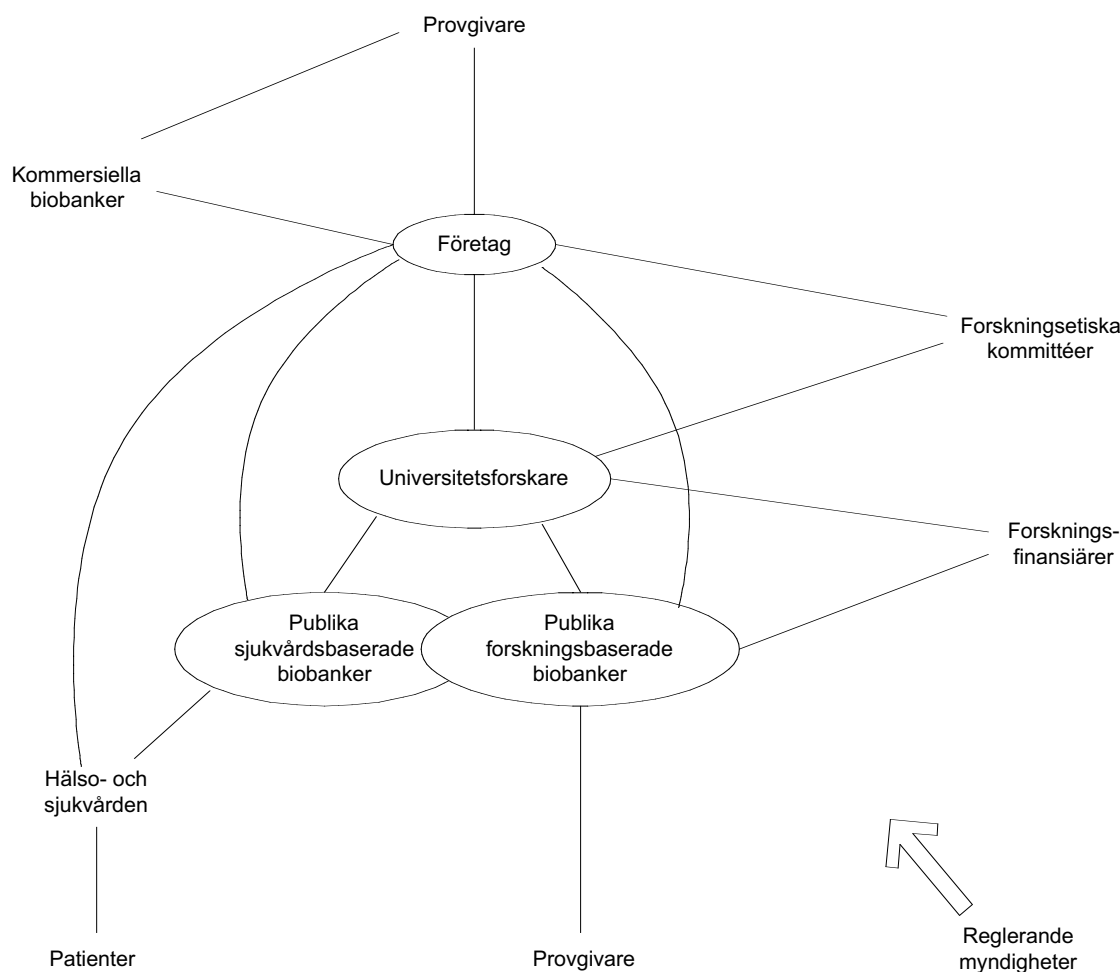 Provgivare
Kommersiella
biobanker
Företag
Forskningsetiska
kommittéer
Universitetsforskare
Forsknings-
finansiärer
Publika
sjukvårdsbaserade
biobanker
Publika
forskningsbaserade
biobanker
Hälso- och
sjukvården
Patienter
Provgivare
Reglerande
myndigheter